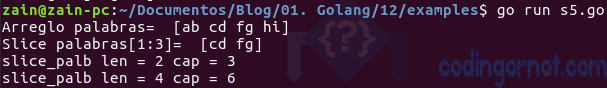 zain@zain-pc:~/Documentos/Blog/01. Golang/12/examples$ go run s5.go
Arreglo palabras=  [ab cd fg hi]
Slice palabras[1:3]=  [cd fg]
slice_palb len = 2 cap = 3
slice_palb len = 4 cap = 6
{?}
codingornot.com